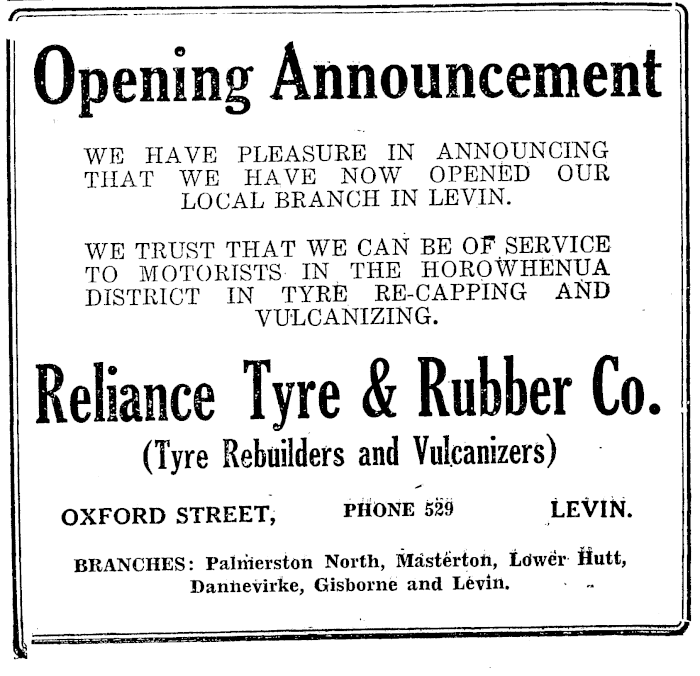 Opening Announcement
WE HAVE PLEASURE IN ANNOUNCING
THAT WE HAVE NOW OPENED OUR
LOCAL BRANCH IN LEVIN.
WE TRUST THAT WE CAN BE OF SERVICE
TO MOTORISTS IN THE HOROWHENUA
DISTRICT IN TYRE RE-CAPPING AND
VULCANIZING.
Reliance Tyre & Rubber Co.
(Tyre Rebuilders and Vulcanizers)
OXFORD STREET, PHONE 529 LEVIN.
BRANCHES: Palmerston North, Masterton, Lower Hutt,
Dannevirke, Gisborne and Levin.